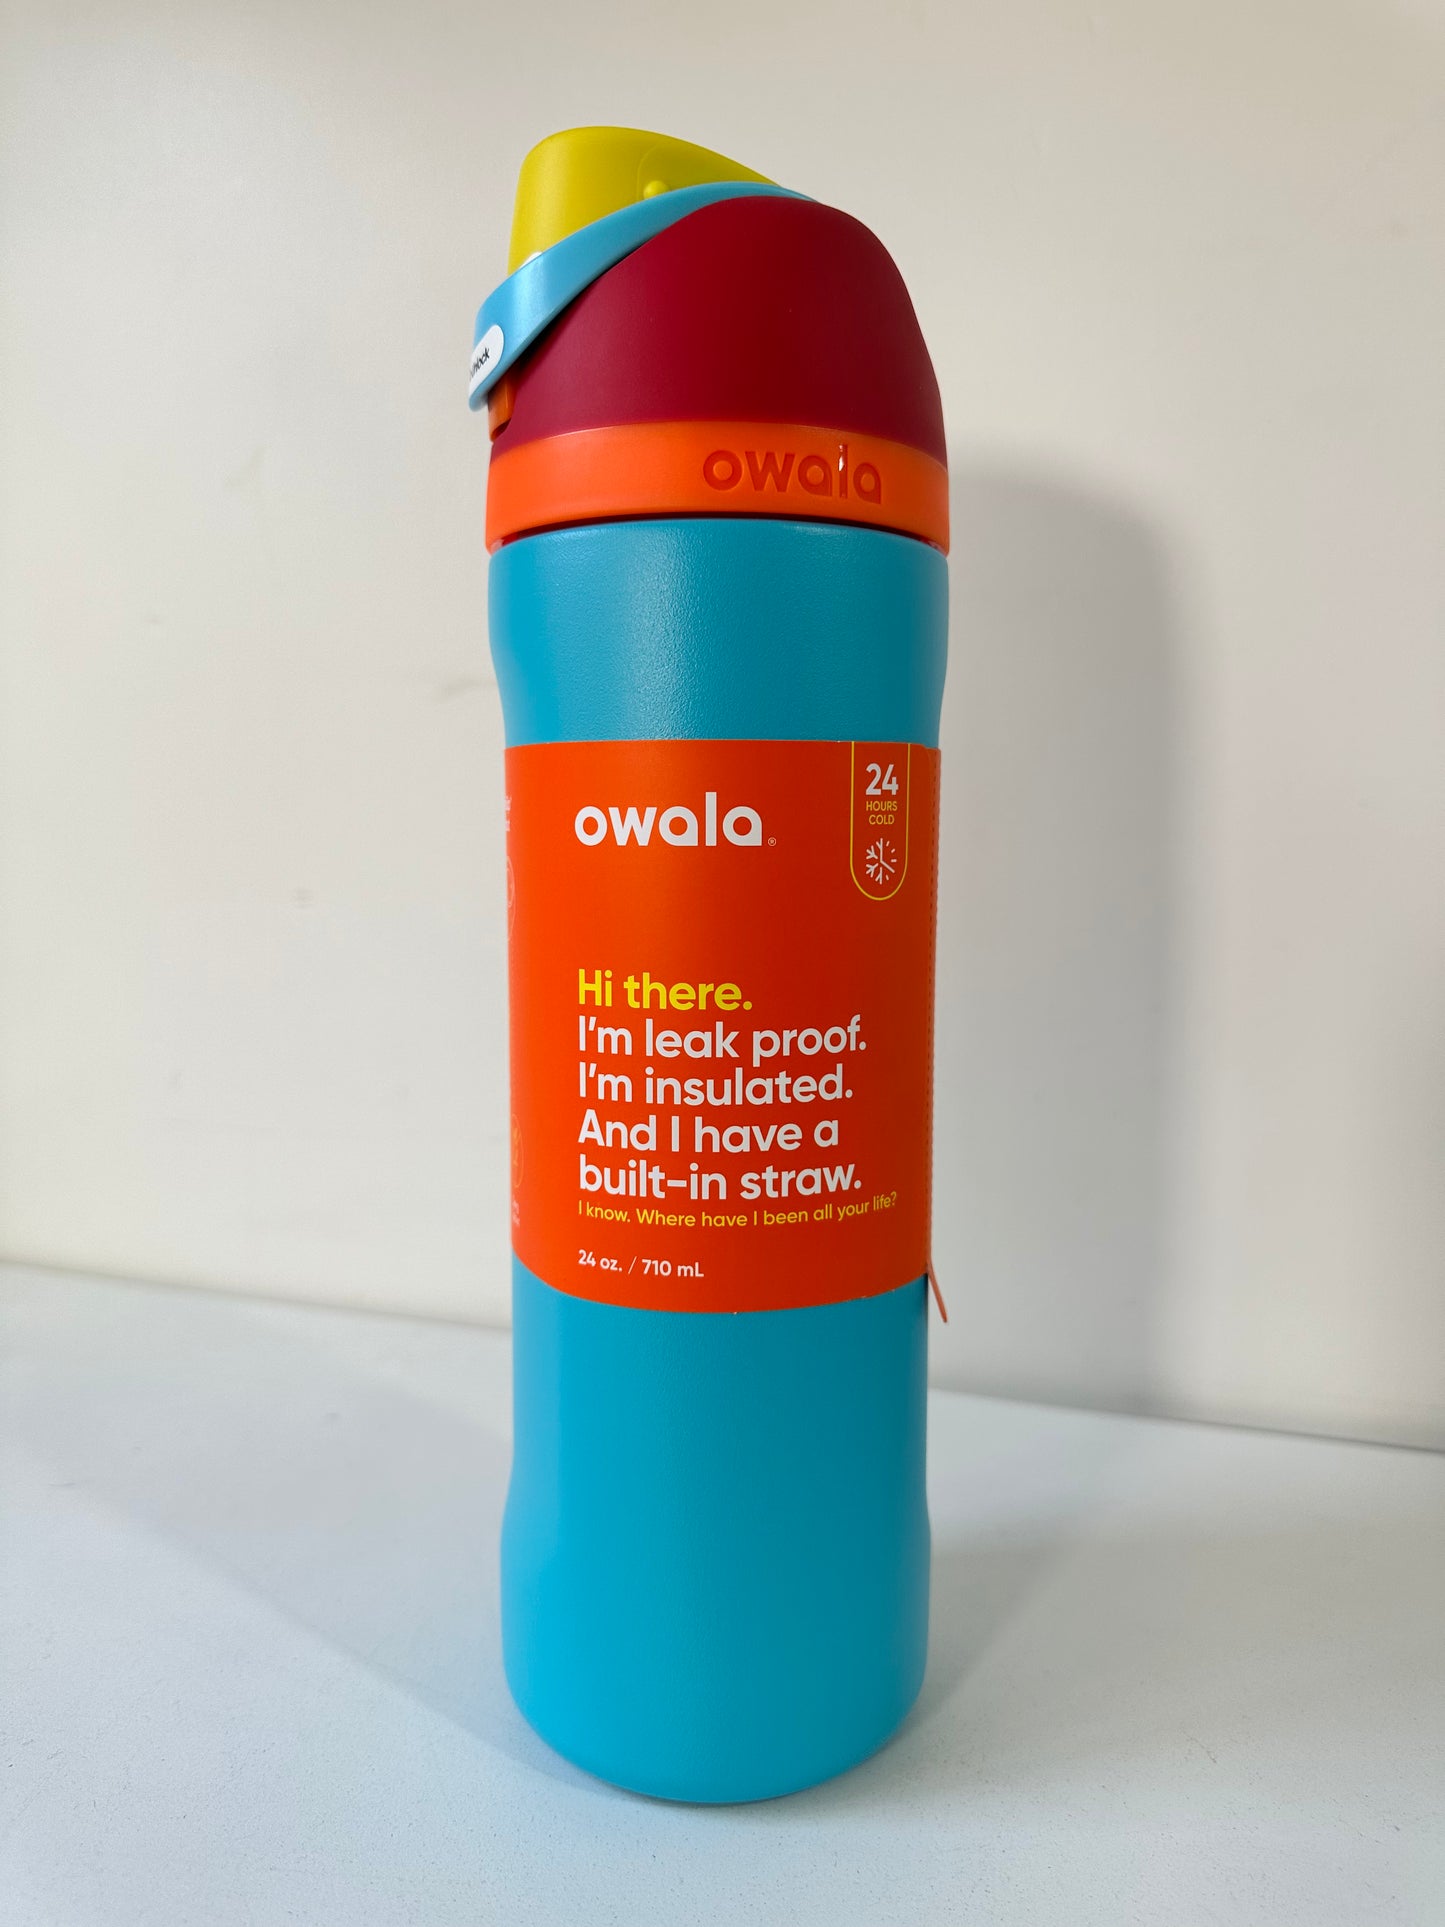 owala
owala®
24
HOURS
COLD
Hi there.
I'm leak proof.
I'm insulated.
And I have a
built-in straw.
I know. Where have I been all your life?
24 oz. / 710 mL